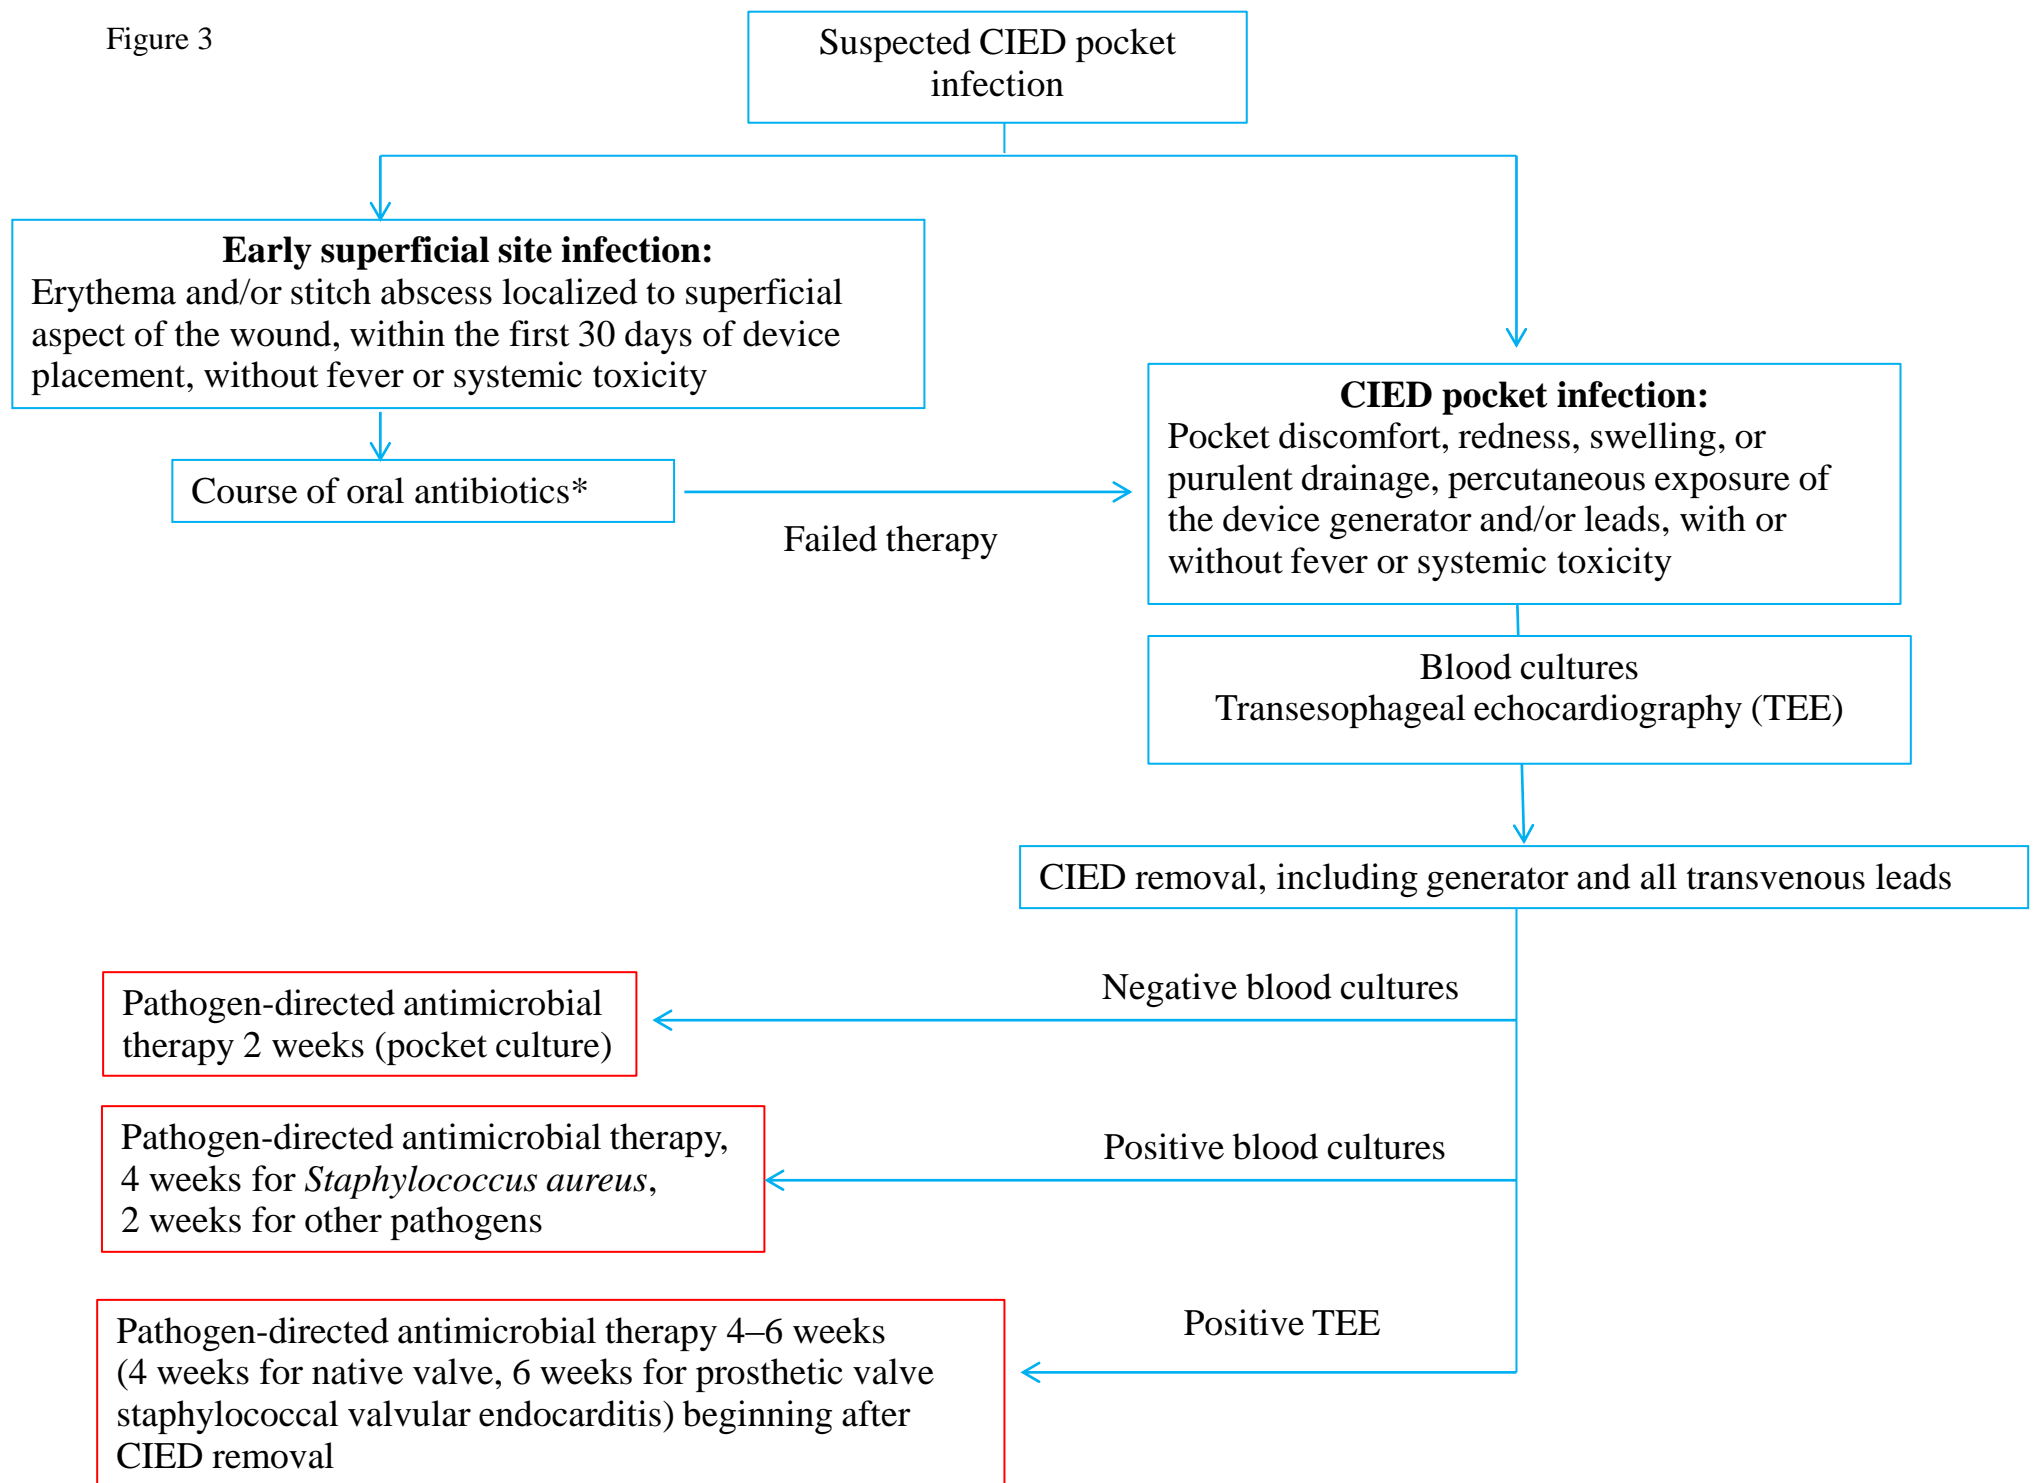 Figure 3
Suspected CIED pocket
infection
Early superficial site infection:
Erythema and/or stitch abscess localized to superficial
aspect of the wound, within the first 30 days of device
placement, without fever or systemic toxicity
Course of oral antibiotics*
Failed therapy
CIED pocket infection:
Pocket discomfort, redness, swelling, or
purulent drainage, percutaneous exposure of
the device generator and/or leads, with or
without fever or systemic toxicity
Blood cultures
Transesophageal echocardiography (TEE)
CIED removal, including generator and all transvenous leads
Negative blood cultures
Pathogen-directed antimicrobial
therapy 2 weeks (pocket culture)
Positive blood cultures
Pathogen-directed antimicrobial therapy,
4 weeks for Staphylococcus aureus,
2 weeks for other pathogens
Positive TEE
Pathogen-directed antimicrobial therapy 4–6 weeks
(4 weeks for native valve, 6 weeks for prosthetic valve
staphylococcal valvular endocarditis) beginning after
CIED removal